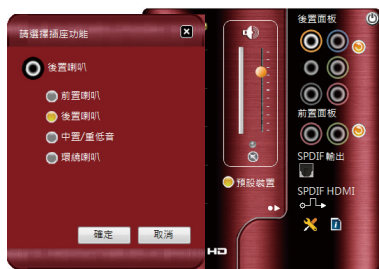 請選擇插座功能
後置喇叭
前置喇叭
後置喇叭
中置/重低音
環繞喇叭
確定
取消
預設裝置
HD
後置面板
前置面板
SPDIF 輸出
SPDIF HDMI